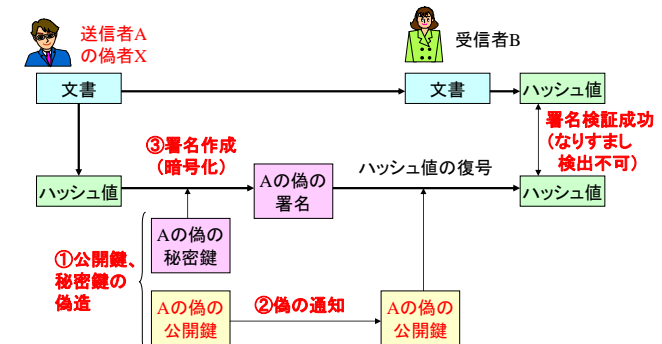 送信者A
の偽者X
受信者B
文書
文書
ハッシュ値
③署名作成
（暗号化）
署名検証成功
（なりすまし
検出不可）
ハッシュ値
Aの偽の
署名
ハッシュ値の復号
ハッシュ値
Aの偽の
秘密鍵
①公開鍵、
秘密鍵の
偽造
Aの偽の
公開鍵
②偽の通知
Aの偽の
公開鍵